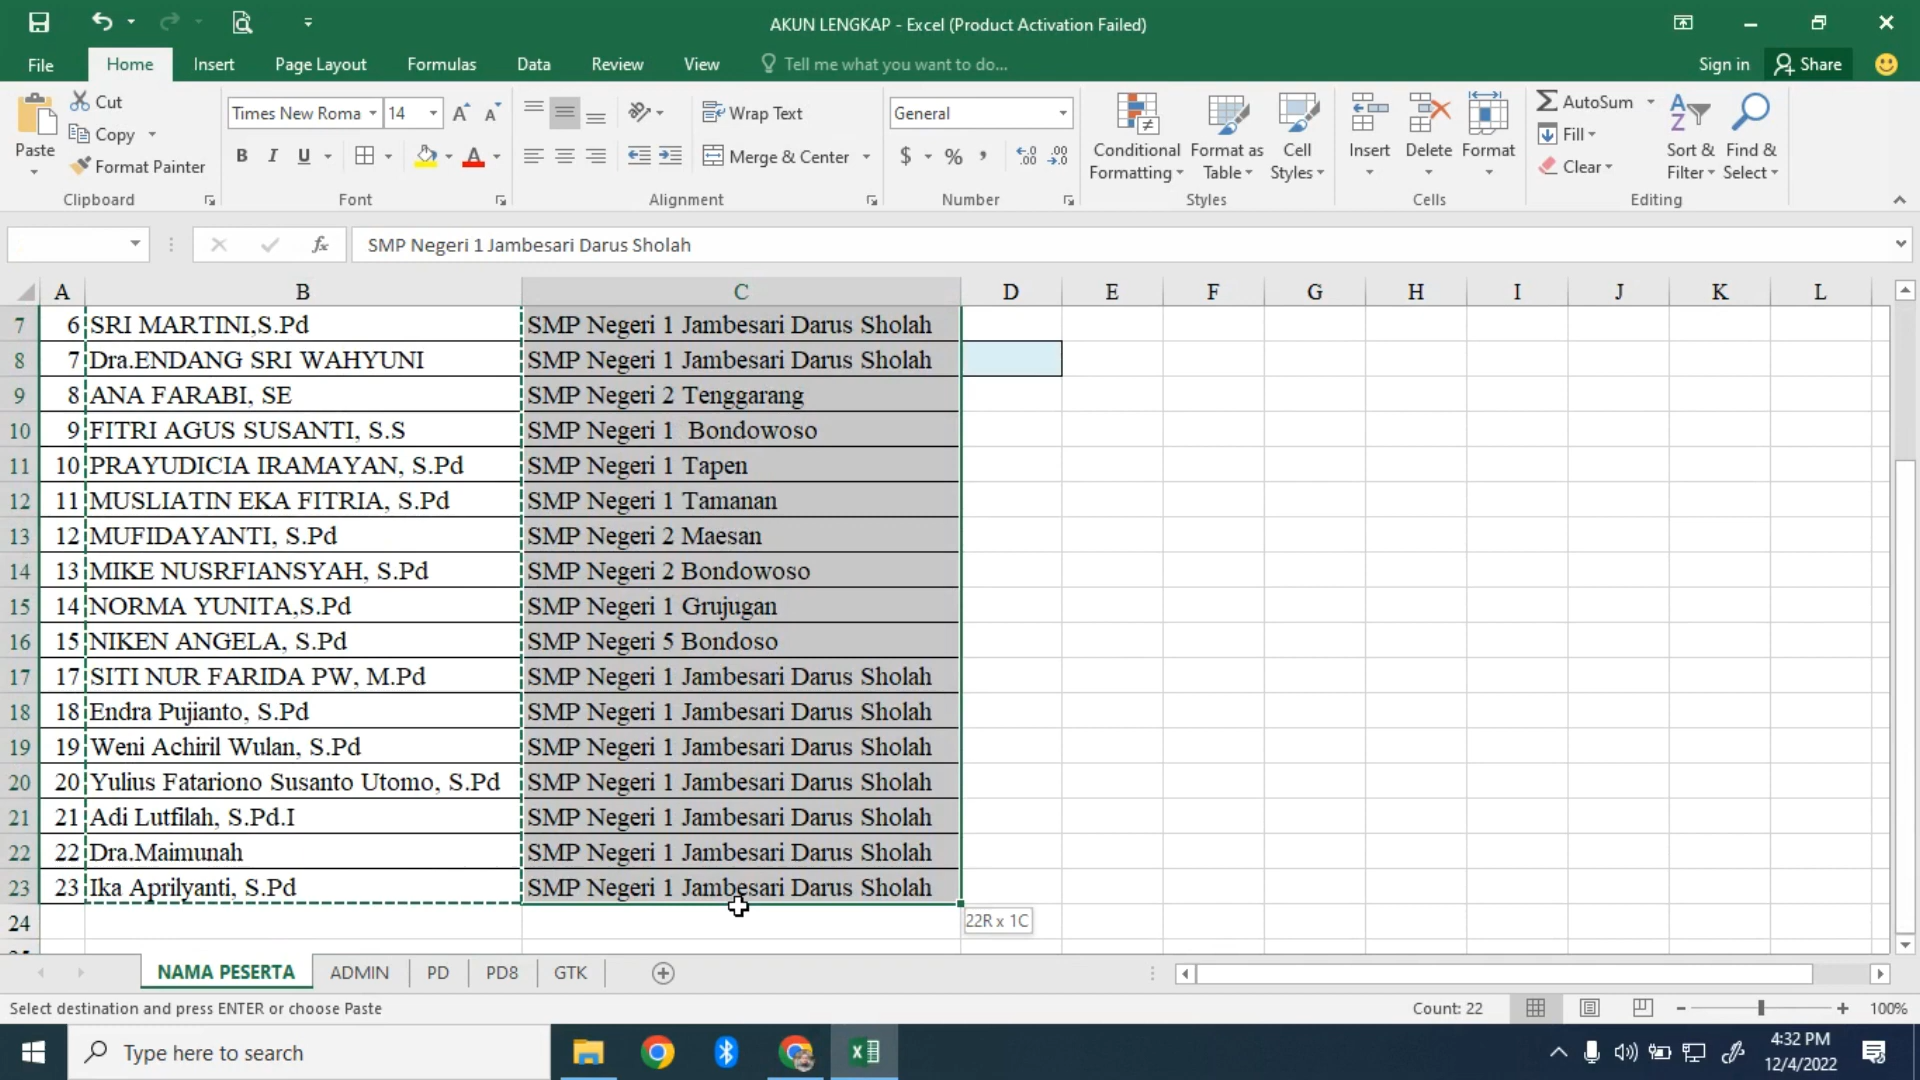 AKUN LENGKAP - Excel (Product Activation Failed)
File Home Insert Page Layout Formulas Data Review View Tell me what you want to do... Sign in Share
Paste Cut Copy Format Painter Clipboard
Times New Roma 14 B I U A Font
Wrap Text Merge & Center Alignment
General $ % , Number
Conditional Formatting Format as Table Cell Styles Styles
Insert Delete Format Cells
AutoSum Fill Clear Sort & Filter Find & Select Editing
fx SMP Negeri 1 Jambesari Darus Sholah
A B C D E F G H I J K L
7 6 SRI MARTINI,S.Pd SMP Negeri 1 Jambesari Darus Sholah
8 7 Dra.ENDANG SRI WAHYUNI SMP Negeri 1 Jambesari Darus Sholah
9 8 ANA FARABI, SE SMP Negeri 2 Tenggarang
10 9 FITRI AGUS SUSANTI, S.S SMP Negeri 1  Bondowoso
11 10 PRAYUDICIA IRAMAYAN, S.Pd SMP Negeri 1 Tapen
12 11 MUSLIATIN EKA FITRIA, S.Pd SMP Negeri 1 Tamanan
13 12 MUFIDAYANTI, S.Pd SMP Negeri 2 Maesan
14 13 MIKE NUSRFIANSYAH, S.Pd SMP Negeri 2 Bondowoso
15 14 NORMA YUNITA,S.Pd SMP Negeri 1 Grujugan
16 15 NIKEN ANGELA, S.Pd SMP Negeri 5 Bondoso
17 17 SITI NUR FARIDA PW, M.Pd SMP Negeri 1 Jambesari Darus Sholah
18 18 Endra Pujianto, S.Pd SMP Negeri 1 Jambesari Darus Sholah
19 19 Weni Achiril Wulan, S.Pd SMP Negeri 1 Jambesari Darus Sholah
20 20 Yulius Fatariono Susanto Utomo, S.Pd SMP Negeri 1 Jambesari Darus Sholah
21 21 Adi Lutfilah, S.Pd.I SMP Negeri 1 Jambesari Darus Sholah
22 22 Dra.Maimunah SMP Negeri 1 Jambesari Darus Sholah
23 23 Ika Aprilyanti, S.Pd SMP Negeri 1 Jambesari Darus Sholah
24 22R x 1C
NAMA PESERTA ADMIN PD PD8 GTK
Select destination and press ENTER or choose Paste Count: 22 100%
Type here to search 4:32 PM
12/4/2022